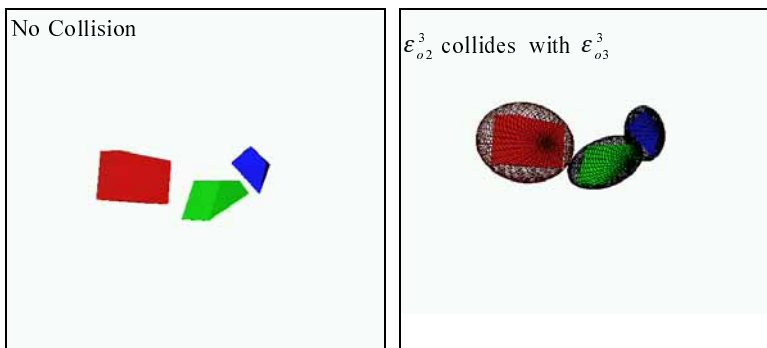 No Collision
ε³ₒ₂ collides with ε³ₒ₃